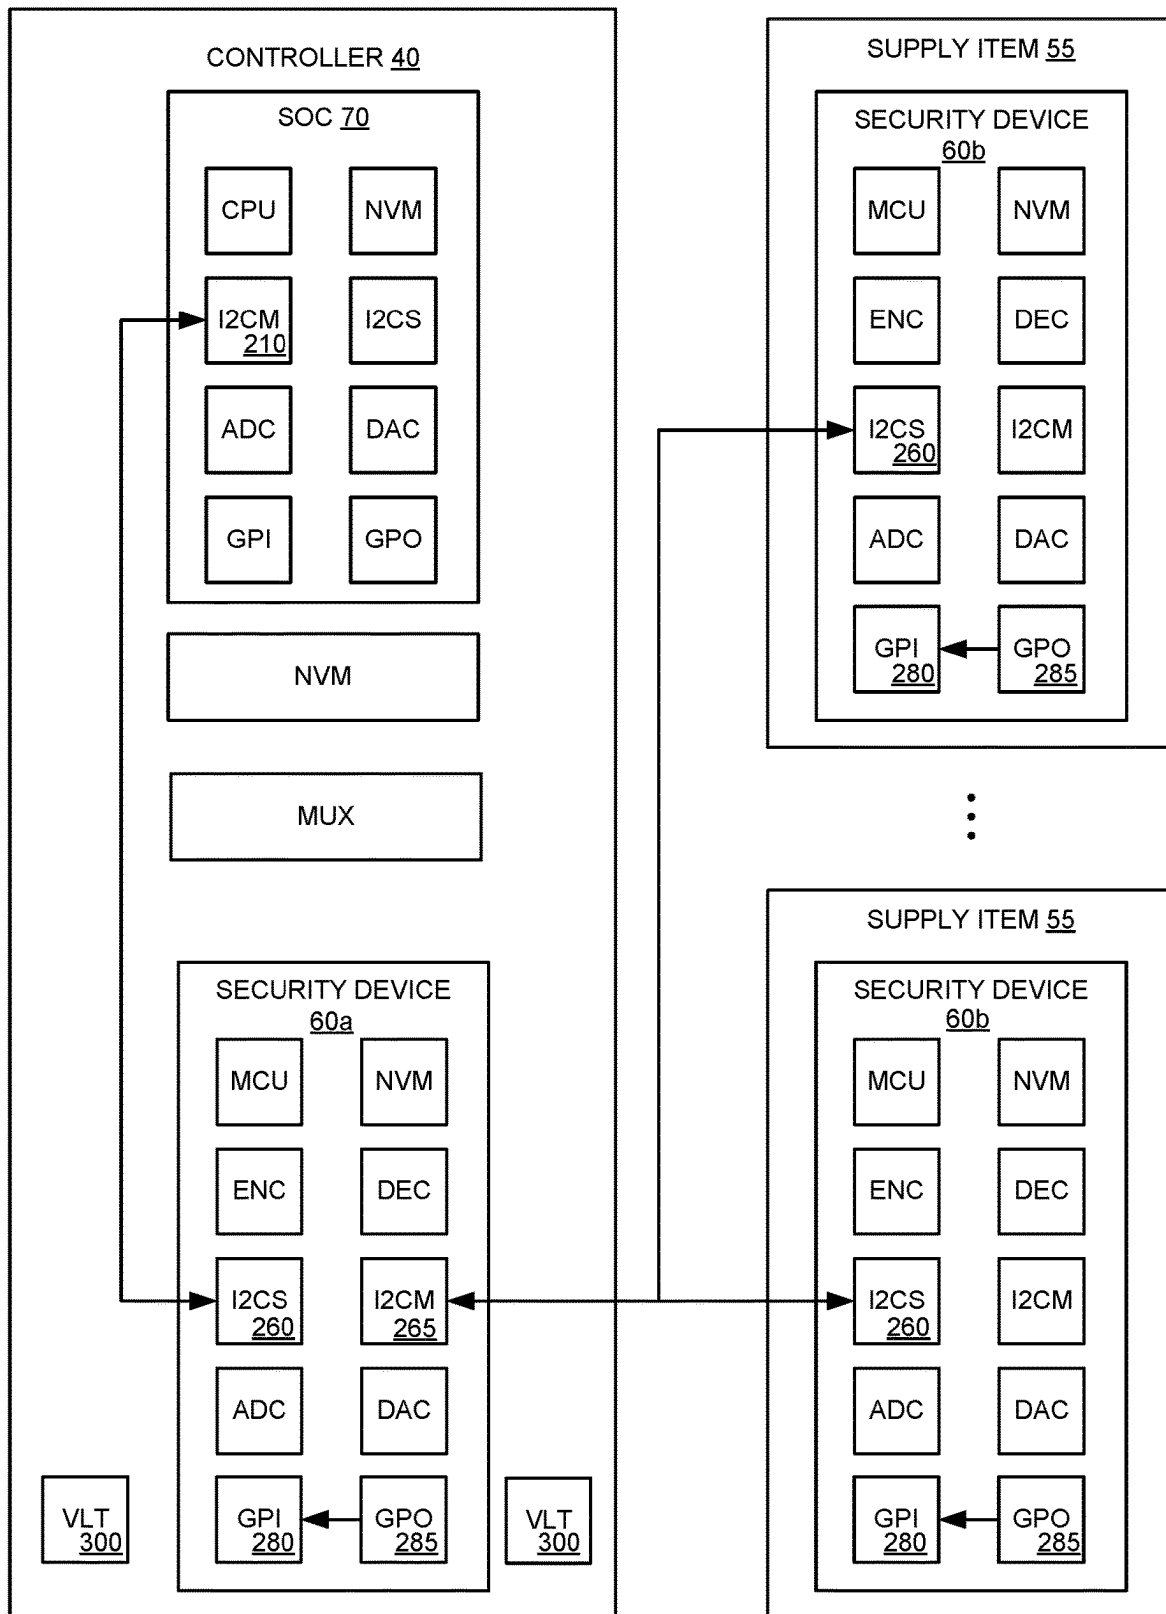 CONTROLLER 40
SOC 70
CPU
NVM
I2CM
210
I2CS
ADC
DAC
GPI
GPO
NVM
MUX
SECURITY DEVICE
60a
MCU
NVM
ENC
DEC
I2CS
260
I2CM
265
ADC
DAC
GPI
280
GPO
285
VLT
300
VLT
300
SUPPLY ITEM 55
SECURITY DEVICE
60b
MCU
NVM
ENC
DEC
I2CS
260
I2CM
ADC
DAC
GPI
280
GPO
285
SUPPLY ITEM 55
SECURITY DEVICE
60b
MCU
NVM
ENC
DEC
I2CS
260
I2CM
ADC
DAC
GPI
280
GPO
285